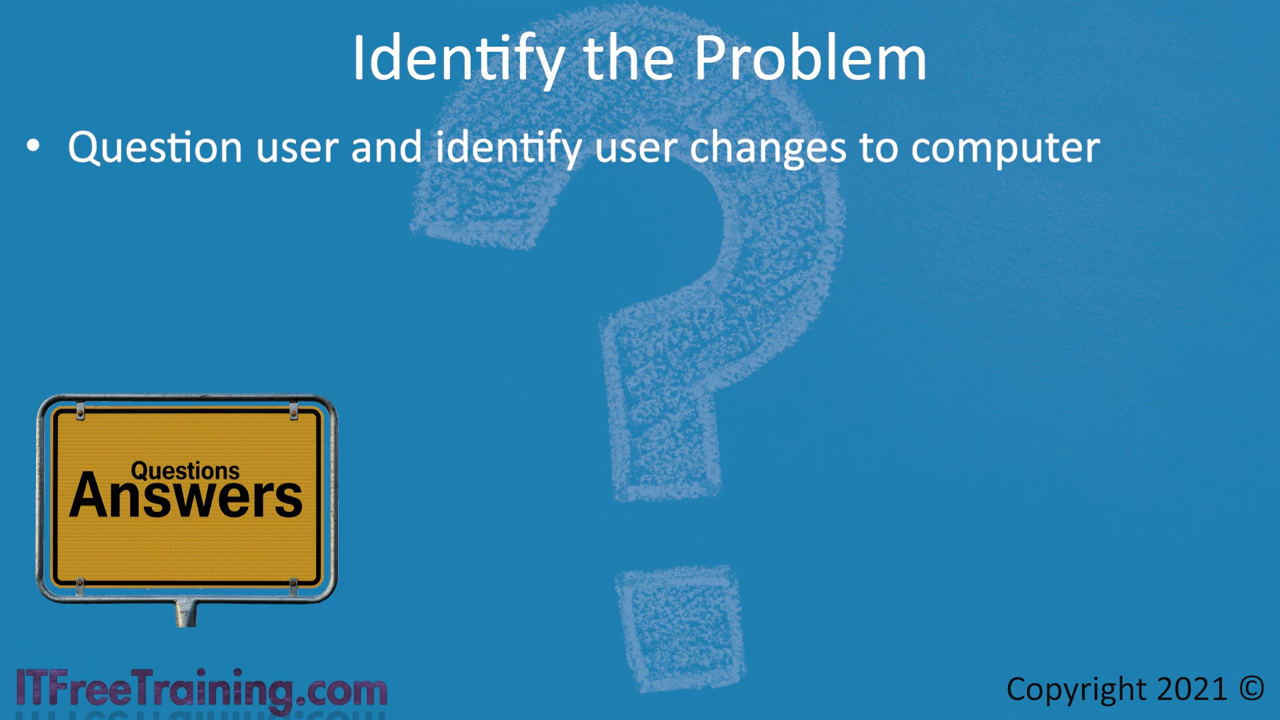 Identify the Problem
• Question user and identify user changes to computer
Questions
Answers
ITFreeTraining.com
Copyright 2021 ©